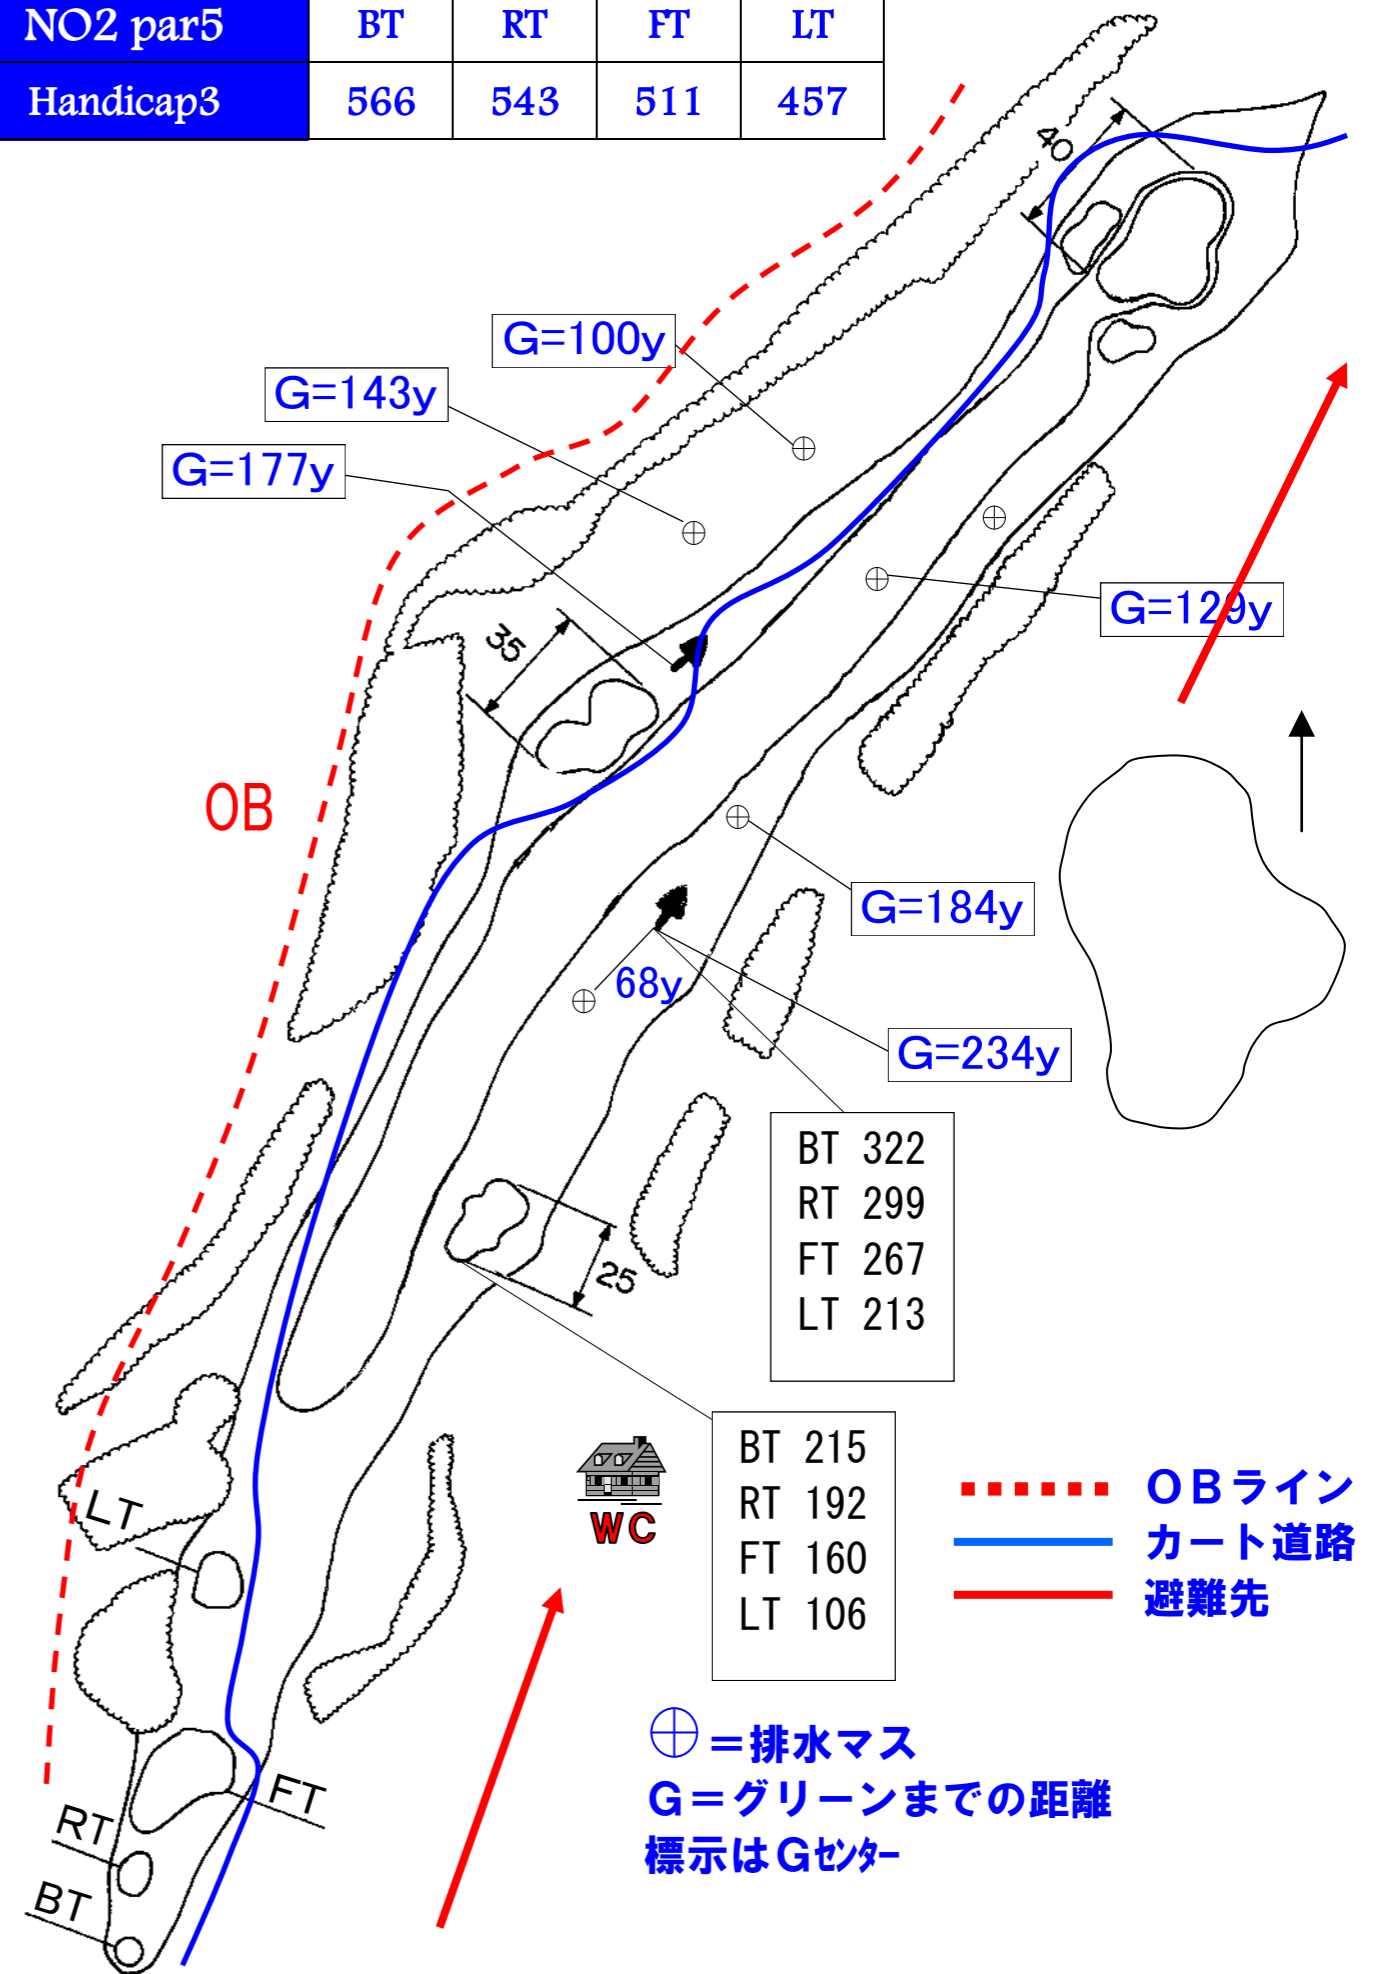 NO2 par5 BT RT FT LT
Handicap3 566 543 511 457
40
G=100y
G=143y
G=177y
G=129y
35
OB
G=184y
68y
G=234y
BT 322
RT 299
FT 267
LT 213
25
BT 215
RT 192
FT 160
LT 106
WC
OBライン
カート道路
避難先
LT
FT
RT
BT
=排水マス
G=グリーンまでの距離
標示はGセンター